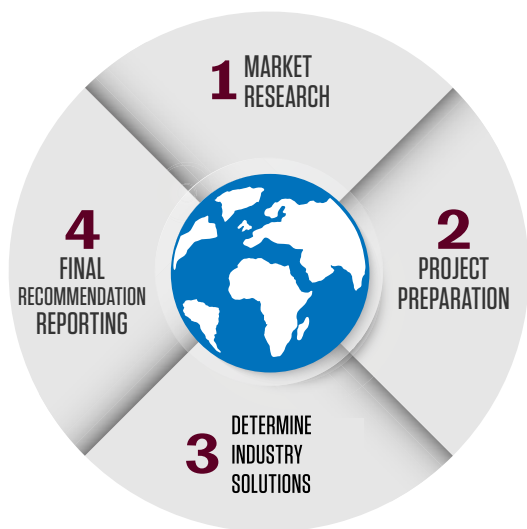 1 MARKET
RESEARCH
2
PROJECT
PREPARATION
3 DETERMINE
INDUSTRY
SOLUTIONS
4
FINAL
RECOMMENDATION
REPORTING